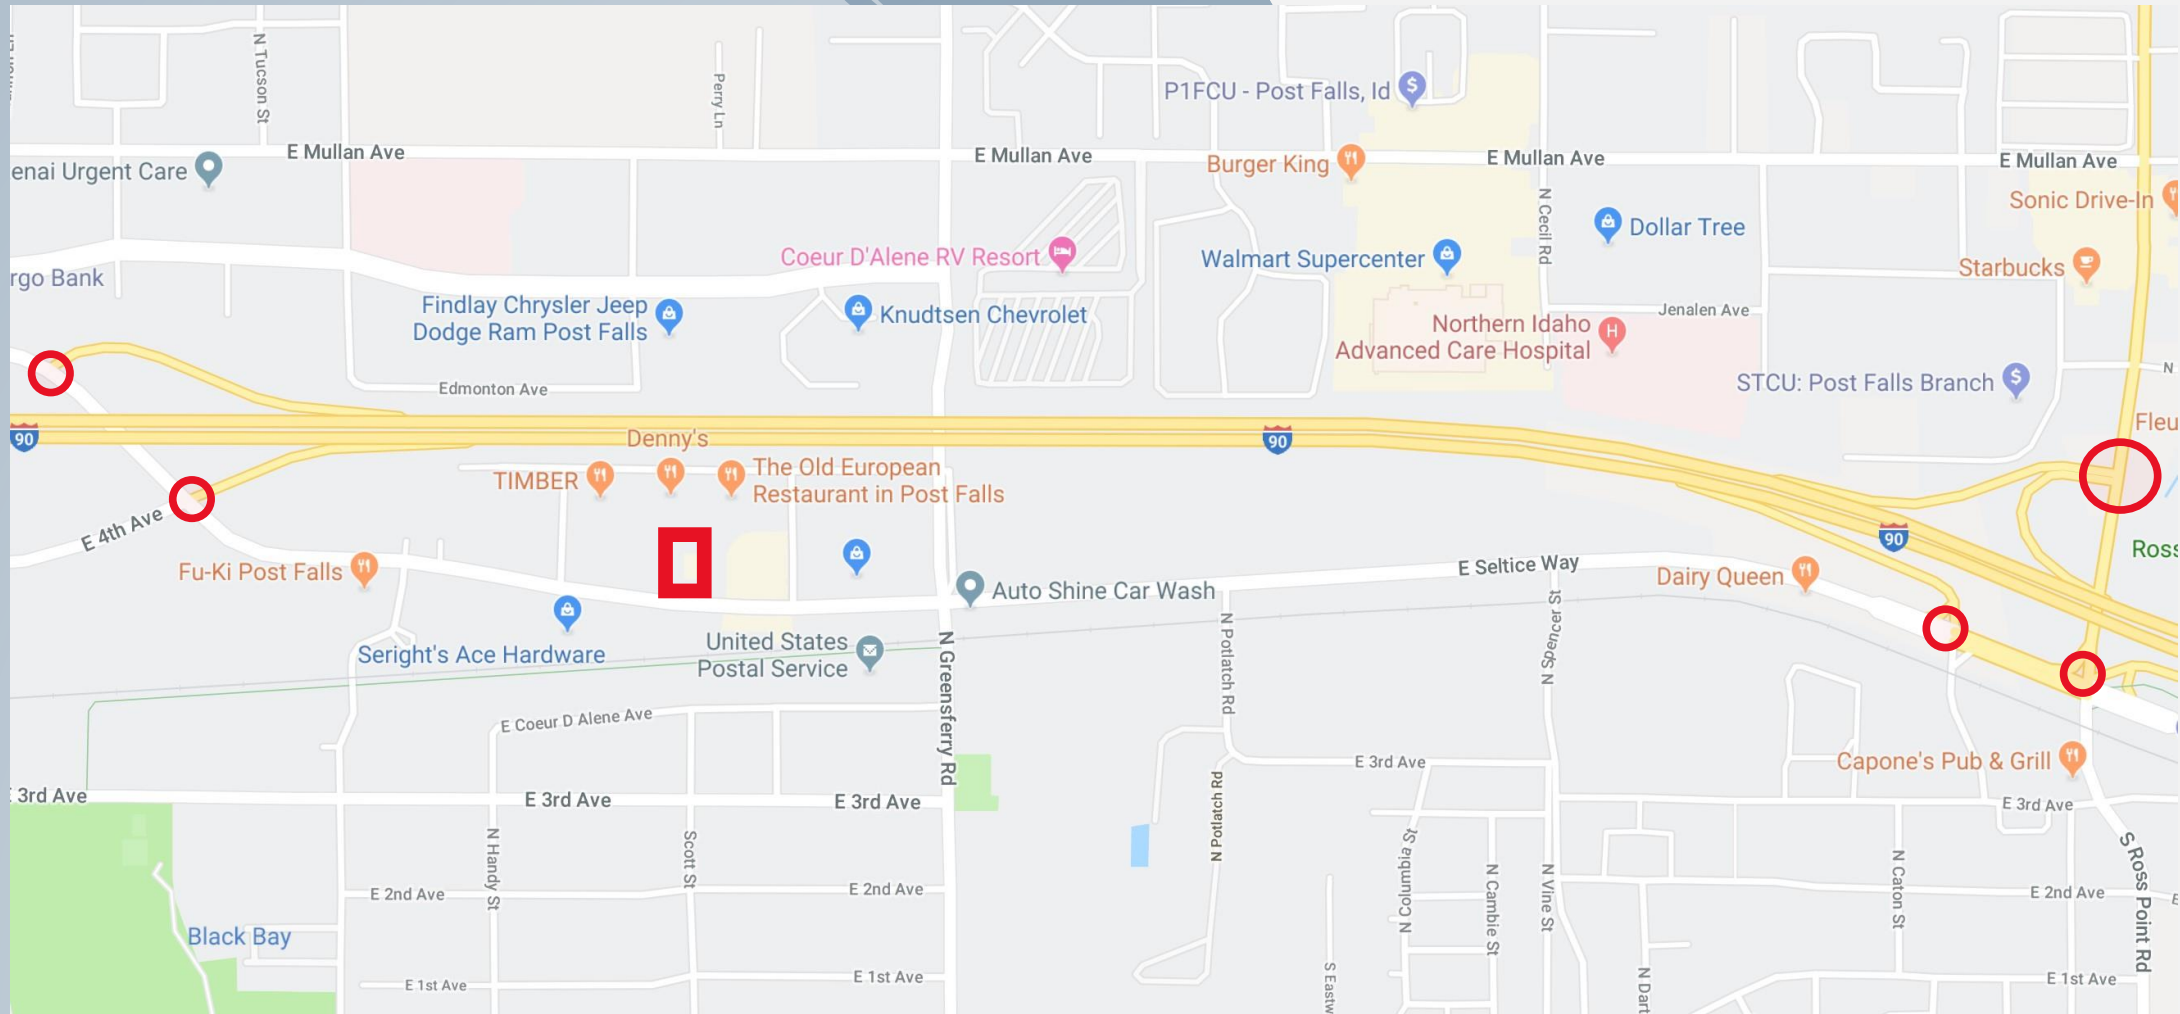 N Tucson St
Perry Ln
P1FCU - Post Falls, Id
E Mullan Ave
E Mullan Ave
E Mullan Ave
E Mullan Ave
enai Urgent Care
Burger King
Sonic Drive-In
N Cecil Rd
Dollar Tree
Coeur D'Alene RV Resort
Walmart Supercenter
Starbucks
rgo Bank
Findlay Chrysler Jeep
Dodge Ram Post Falls
Knudtsen Chevrolet
Jenalen Ave
Northern Idaho
Advanced Care Hospital
H
N
STCU: Post Falls Branch
$
$
Edmonton Ave
Fleu
90
90
90
Denny's
TIMBER
The Old European
Restaurant in Post Falls
E 4th Ave
Ross
Fu-Ki Post Falls
E Seltice Way
Dairy Queen
Auto Shine Car Wash
Seright's Ace Hardware
United States
Postal Service
N Greensferry Rd
N Potlatch Rd
N Spencer St
E Coeur D Alene Ave
E 3rd Ave
Capone's Pub & Grill
E 3rd Ave
E 3rd Ave
E 3rd Ave
E 3rd Ave
N Handy St
Scott St
N Potlatch Rd
N Columbia St
N Cambie St
N Vine St
N Caton St
S Ross Point Rd
E 2nd Ave
E 2nd Ave
E 2nd Ave
E
Black Bay
E 1st Ave
E 1st Ave
E 1st Ave
S Eastw
N Dart